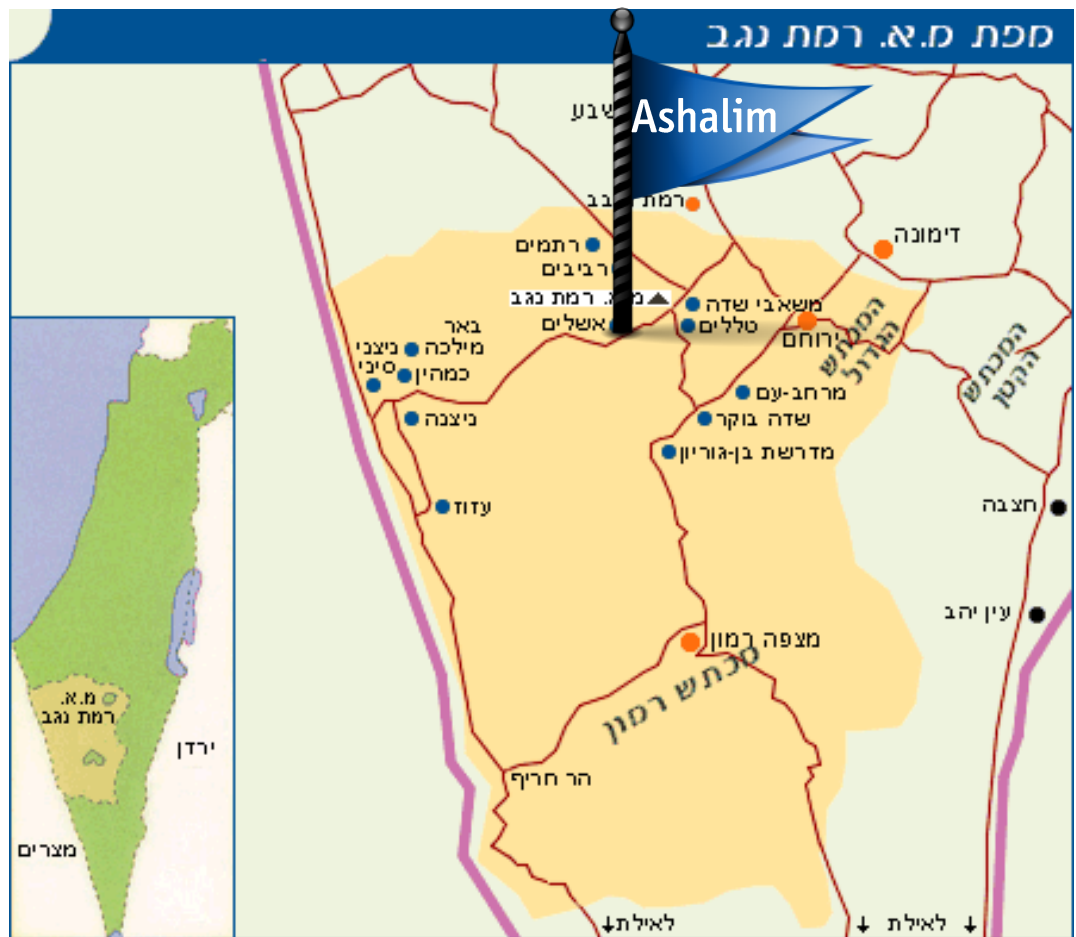 מפת מ.א. רמת נגב
Ashalim
רמת
דימונה
רתמים
רביבים
רמת נגב
משאבי שדה
אשלים
טללים
ירוחם
המכתש
הגדול
המכתש
הקטן
באר
מילכה
ניצני
סיני
כמהין
ניצנה
מרחב-עם
שדה בוקר
מדרשת בן-גוריון
עזוז
חצבה
עין יהב
מצפה רמון
מכתש רמון
הר חריף
לאילת
לאילת
מ.א.
רמת נגב
ירדן
מצרים